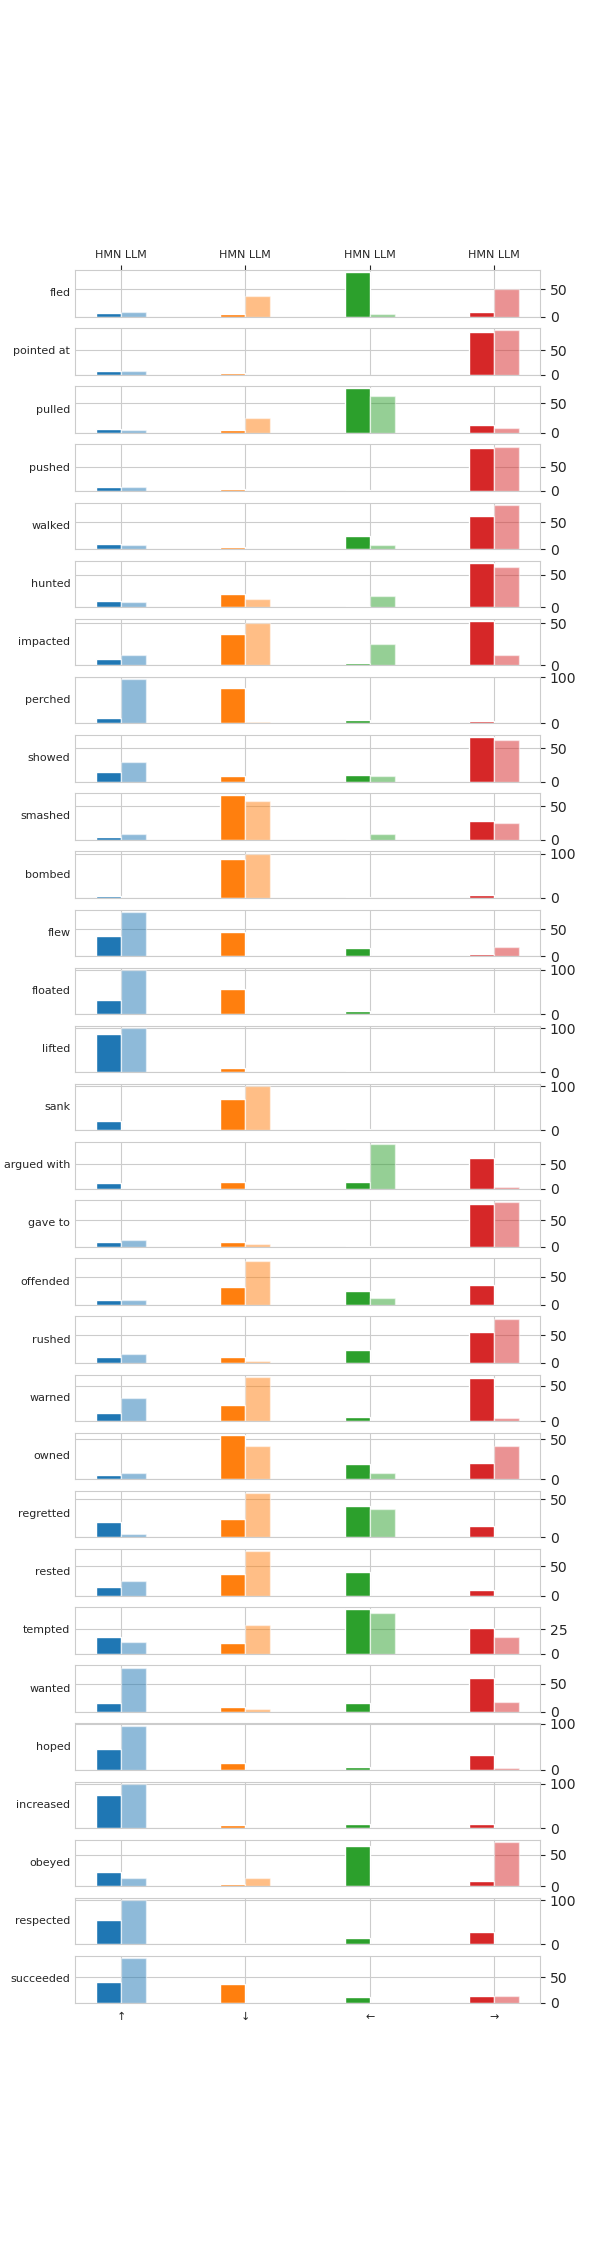 HMN LLM HMN LLM HMN LLM HMN LLM
fled 50 0
pointed at 50 0
pulled 50 0
pushed 50 0
walked 50 0
hunted 50 0
impacted 50 0
perched 100 0
showed 50 0
smashed 50 0
bombed 100 0
flew 50 0
floated 100 0
lifted 100 0
sank 100 0
argued with 50 0
gave to 50 0
offended 50 0
rushed 50 0
warned 50 0
owned 50 0
regretted 50 0
rested 50 0
tempted 25 0
wanted 50 0
hoped 100 0
increased 100 0
obeyed 50 0
respected 100 0
succeeded 50 0
↑ ↓ ← →